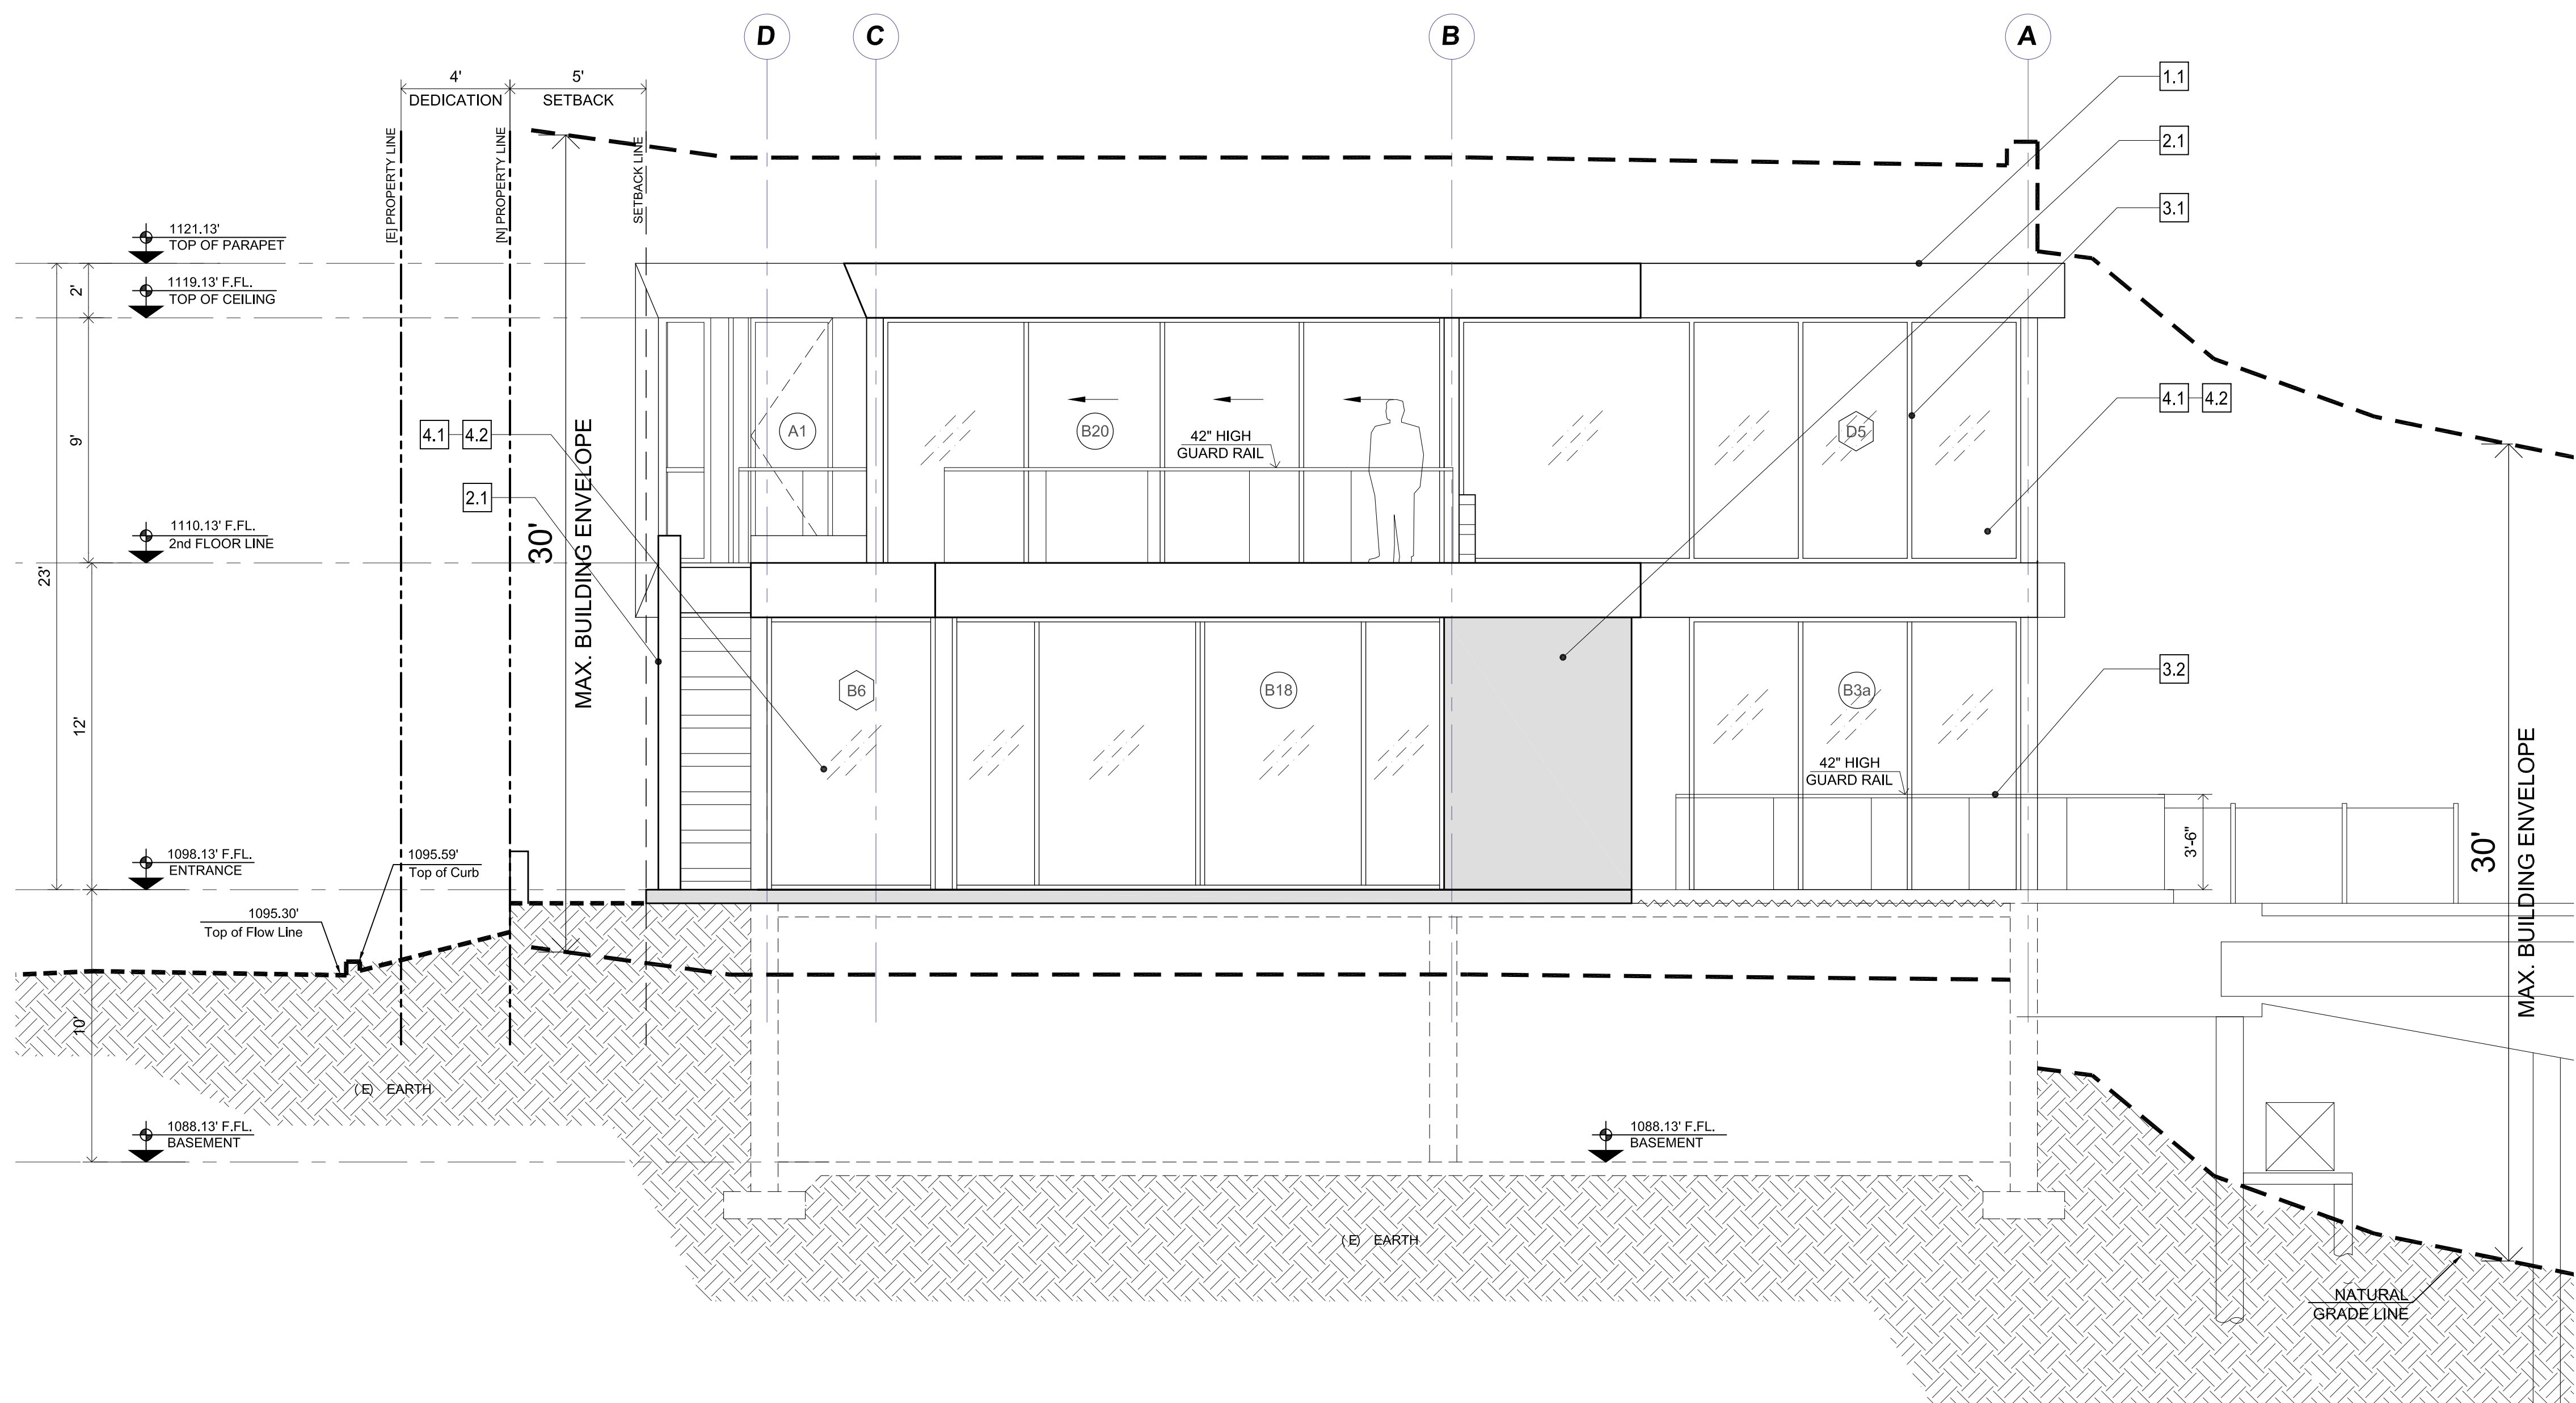 D
C
B
A
4'
DEDICATION
5'
SETBACK
[E] PROPERTY LINE
[N] PROPERTY LINE
SETBACK LINE
1.1
2.1
3.1
4.1
4.2
3.2
1121.13'
TOP OF PARAPET
1119.13' F.FL.
TOP OF CEILING
2'
9'
23'
12'
10'
1110.13' F.FL.
2nd FLOOR LINE
1098.13' F.FL.
ENTRANCE
1095.59'
Top of Curb
1095.30'
Top of Flow Line
4.1
4.2
2.1
30'
MAX. BUILDING ENVELOPE
A1
B20
42" HIGH
GUARD RAIL
D5
B6
B18
B3a
42" HIGH
GUARD RAIL
3'-6"
30'
MAX. BUILDING ENVELOPE
(E) EARTH
1088.13' F.FL.
BASEMENT
1088.13' F.FL.
BASEMENT
(E) EARTH
NATURAL
GRADE LINE